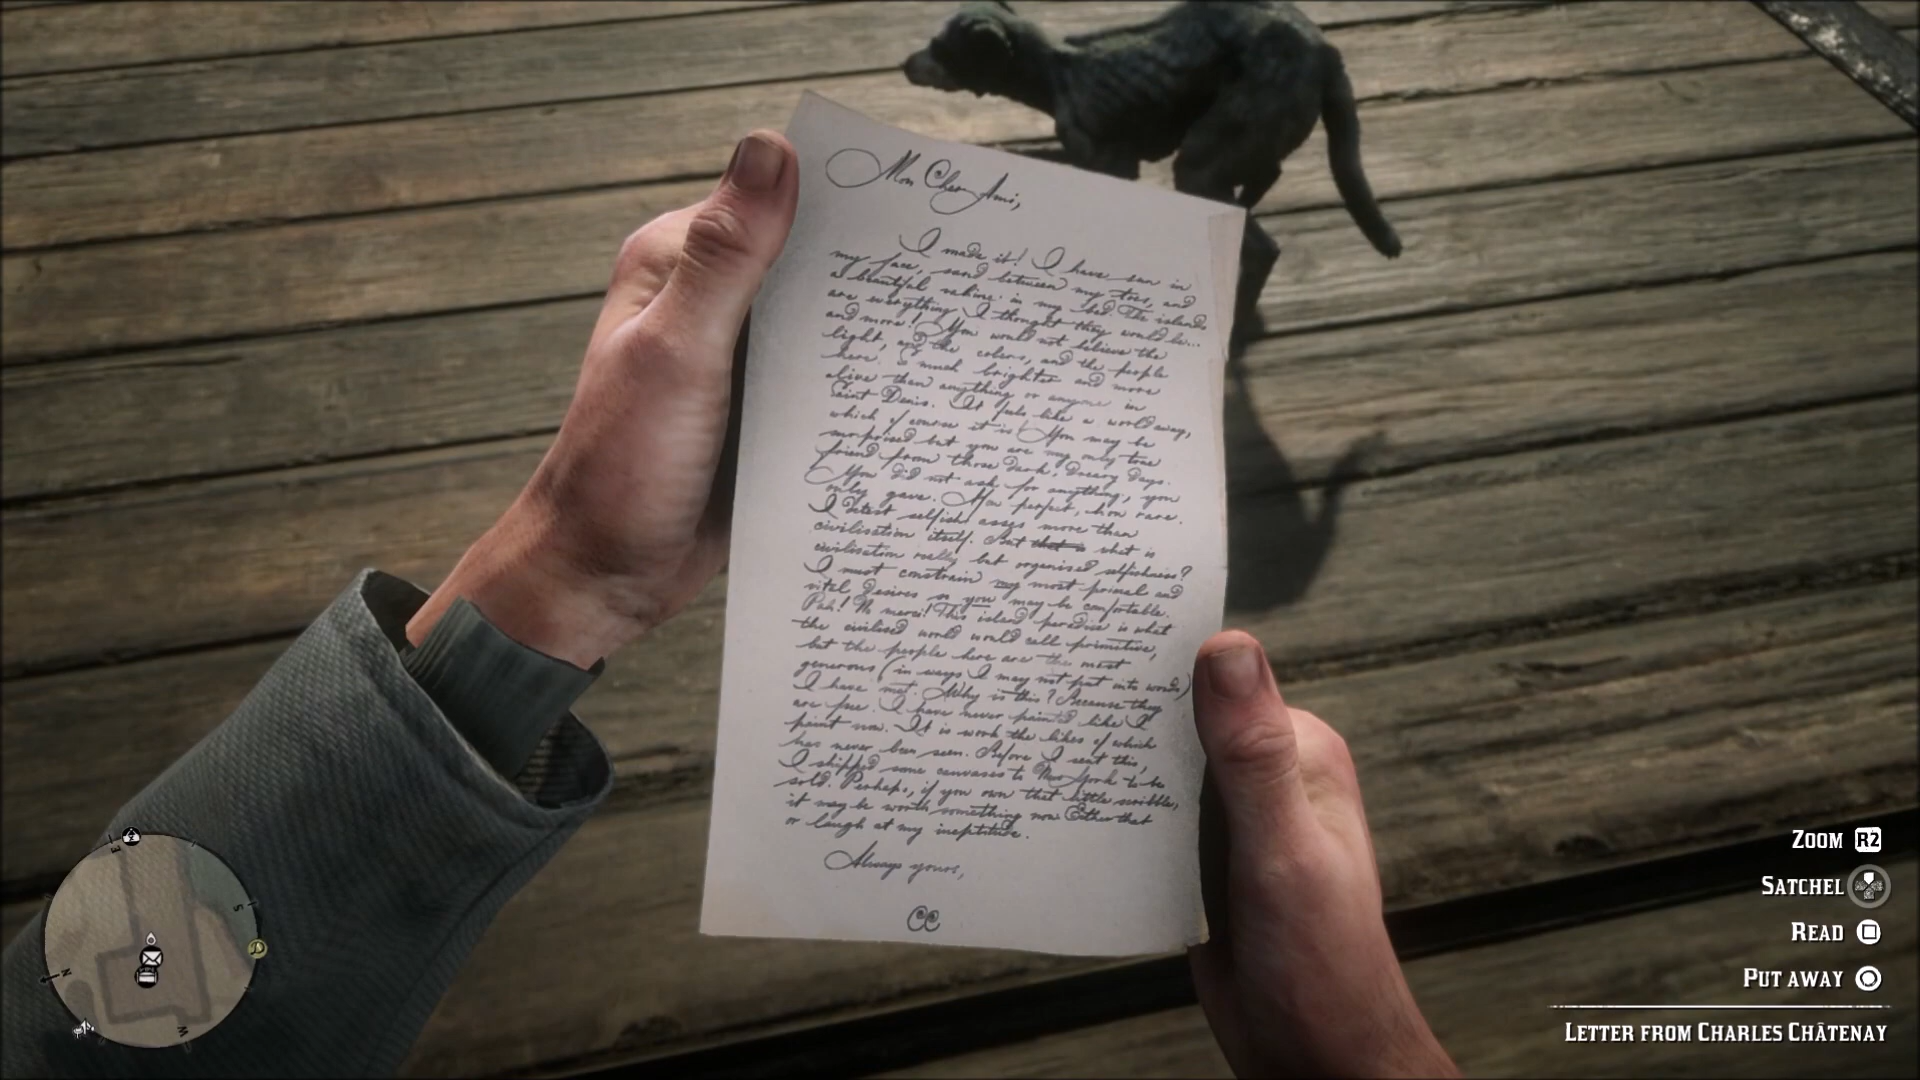 Mon Cher Ami,
I made it! I have sun in
my face, sand between my toes, and
a beautiful vahine in my bed. The islands
are everything I thought they would be...
and more! You would not believe the
light, and the colors, and the people
here. So much brighter and more
alive than anything or anyone in
Saint Denis. It feels like a world away,
which of course it is! You may be
surprised but you are my only true
friend from those dark, dreary days.
You did not ask for anything, you
only gave. How perfect, how rare.
I detest selfish asses more than
civilisation itself. But that is what is
civilisation really but organised selfishness?
I must constrain my most primal and
vital desires so you may be comfortable.
Pah! No merci! This island paradise is what
the civilised world would call primitive,
but the people here are the most
generous (in ways I may not put into words)
I have met. Why is this? Because they
are free. I have never painted like I
paint now. It is work the likes of which
has never been seen. Before I sent this,
I shipped some canvases to New York to be
sold. Perhaps, if you own that little scribble,
it may be worth something now. Either that
or laugh at my ineptitude.
Always yours,
CC
ZOOM R2
SATCHEL
READ
PUT AWAY
LETTER FROM CHARLES CHÂTENAY
E
S
N
W